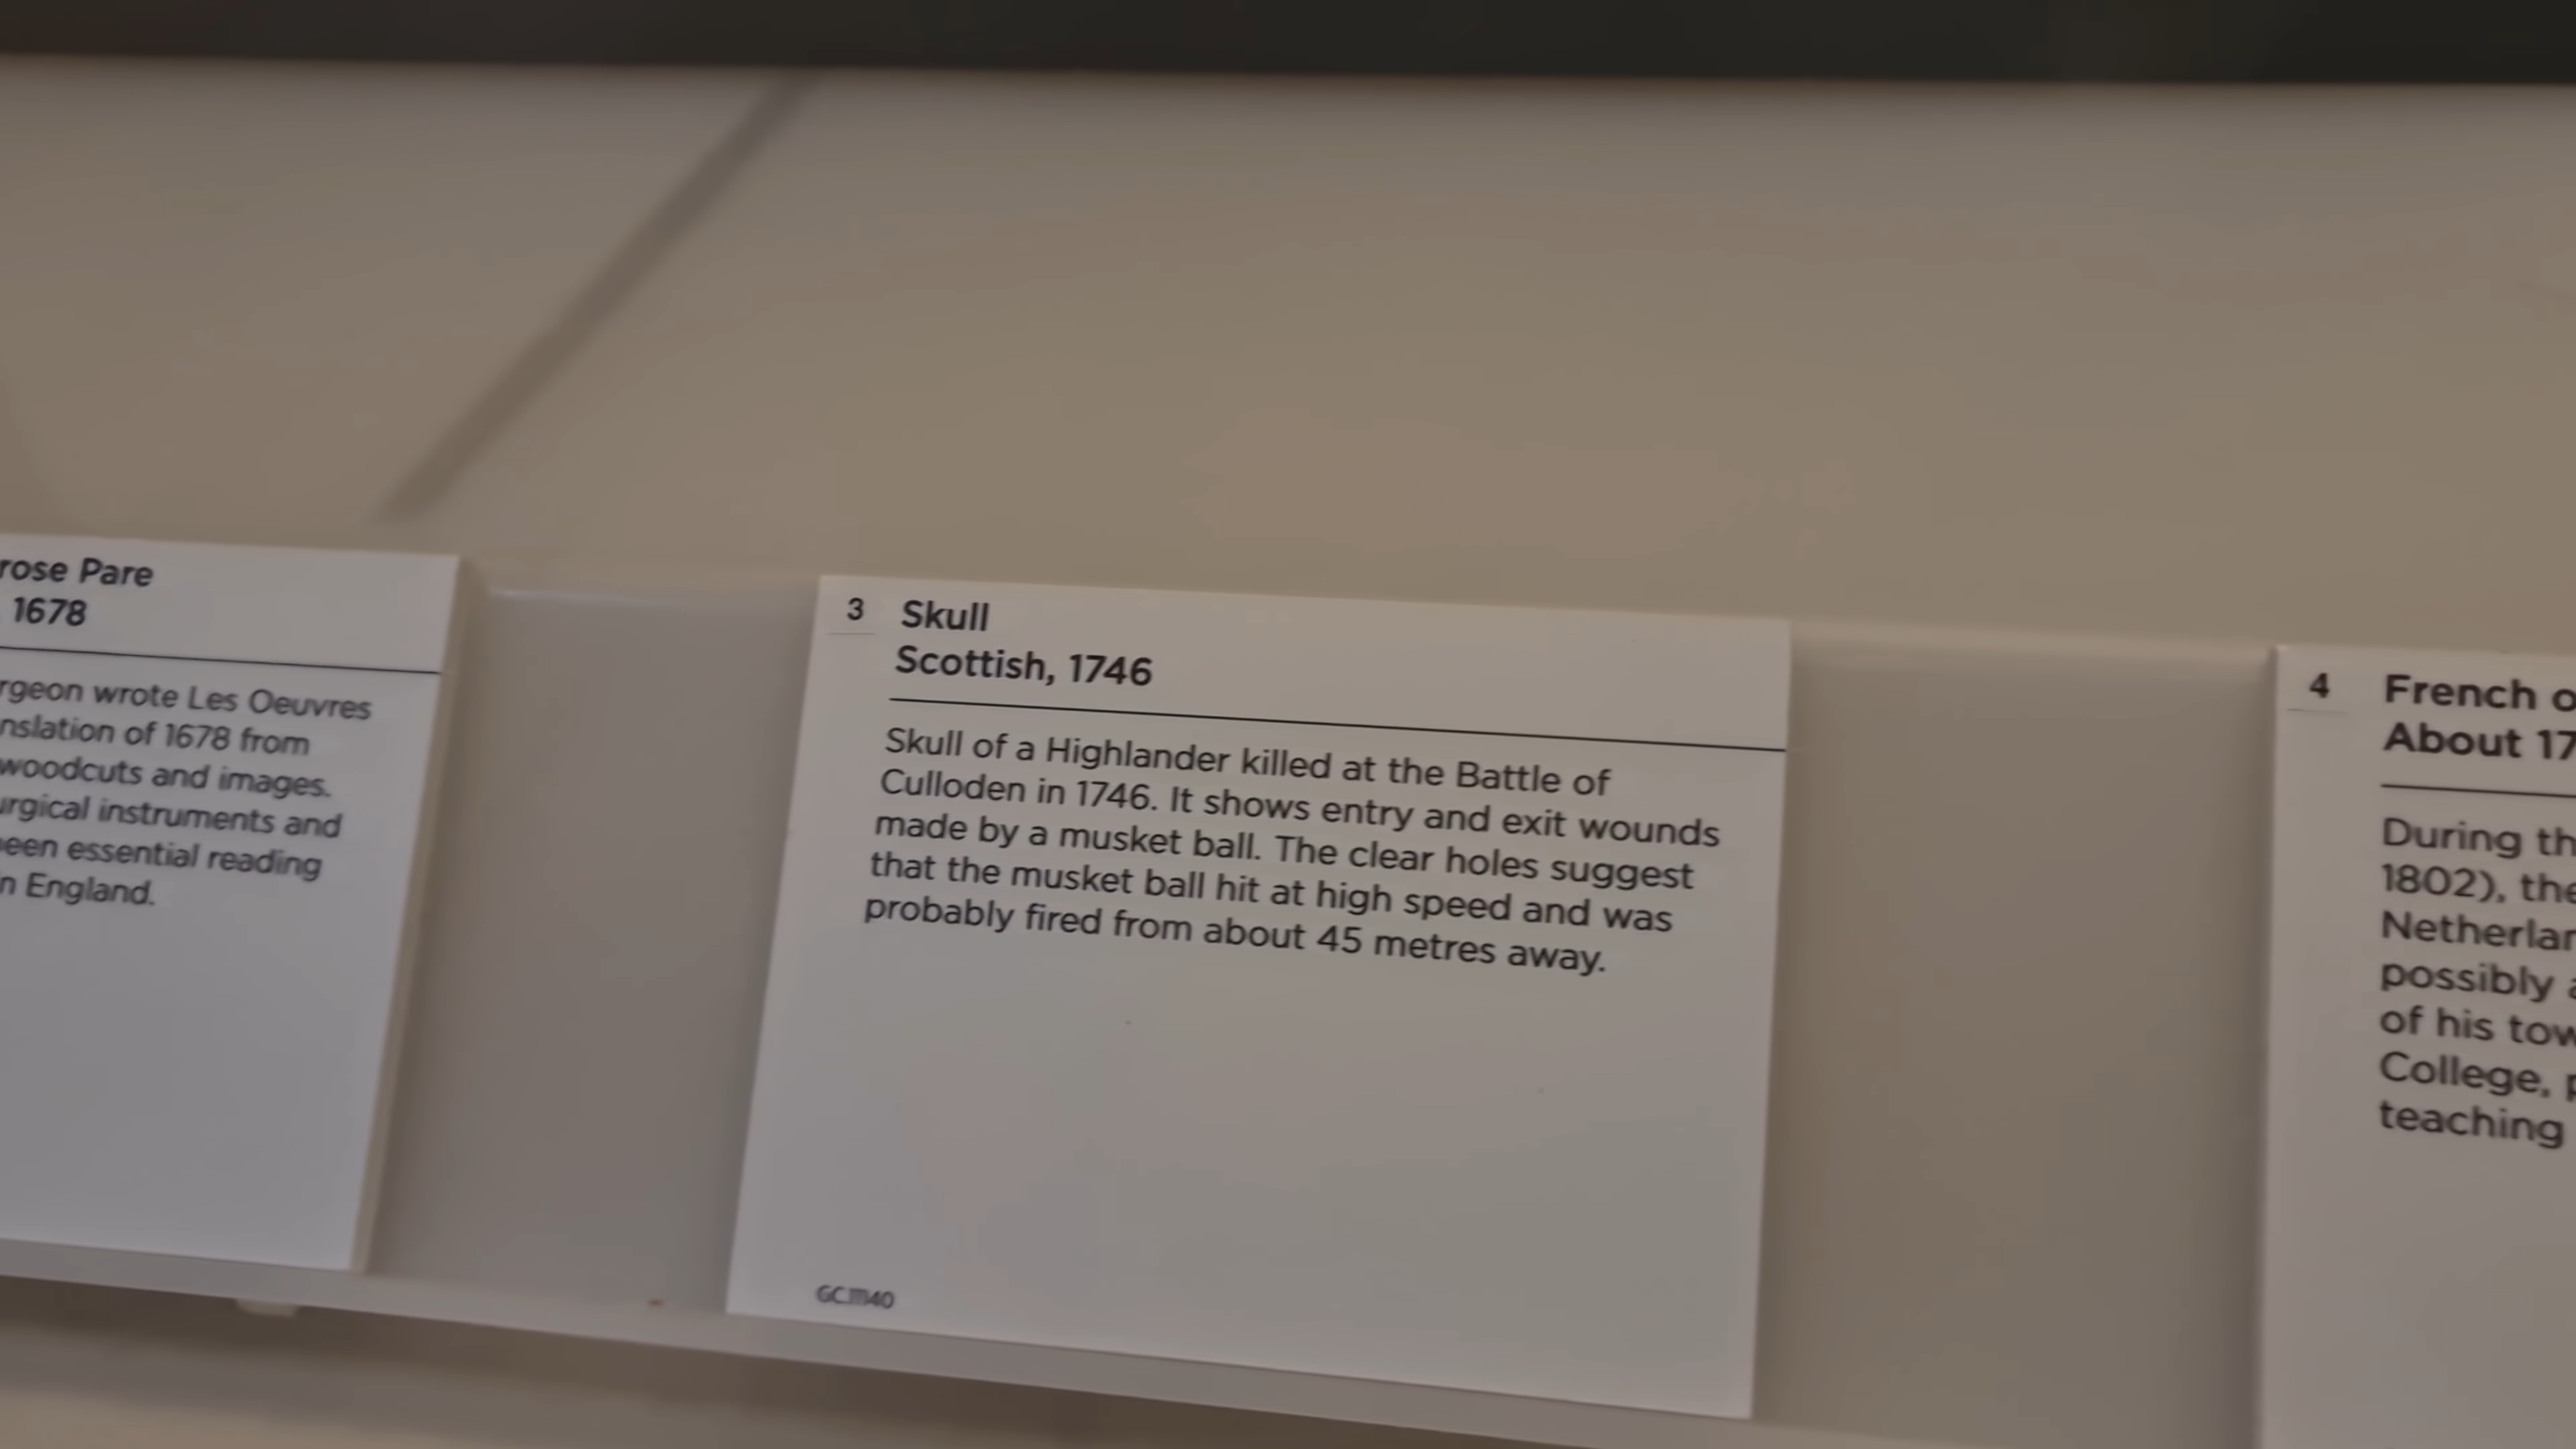 rose Pare
1678
rgeon wrote Les Oeuvres
nslation of 1678 from
woodcuts and images.
urgical instruments and
been essential reading
n England.
3 Skull
Scottish, 1746
Skull of a Highlander killed at the Battle of
Culloden in 1746. It shows entry and exit wounds
made by a musket ball. The clear holes suggest
that the musket ball hit at high speed and was
probably fired from about 45 metres away.
4 French o
About 17
During th
1802), the
Netherlan
possibly a
of his tow
College, p
teaching